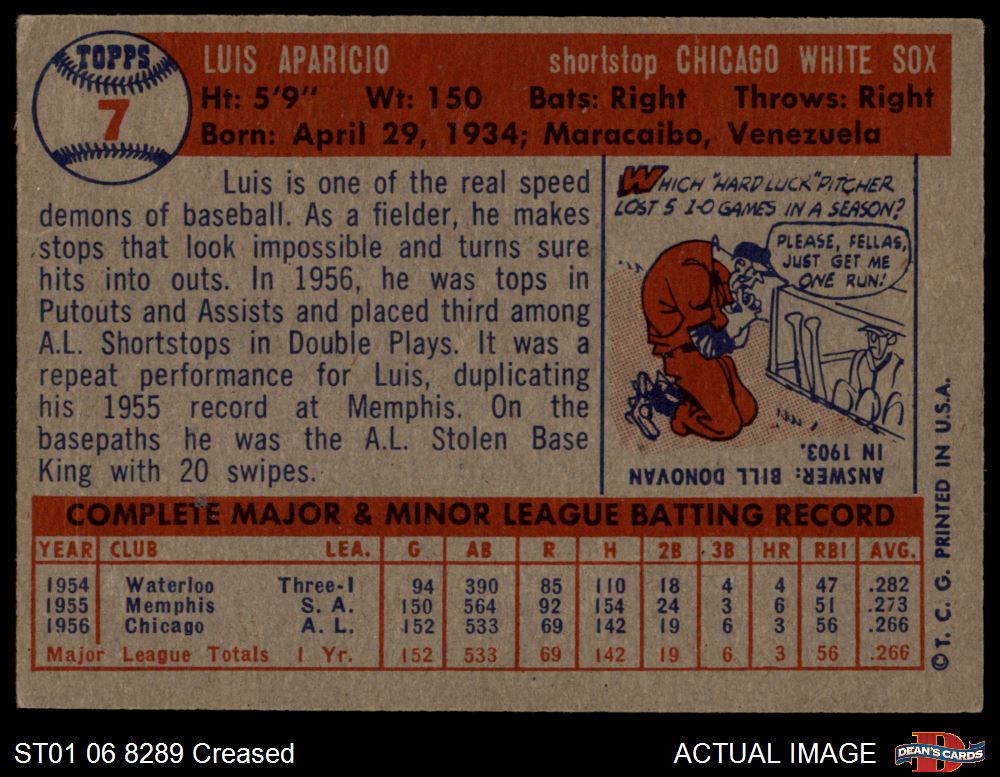 TOPPS
7
LUIS APARICIO shortstop CHICAGO WHITE SOX
Ht: 5'9" Wt: 150 Bats: Right Throws: Right
Born: April 29, 1934; Maracaibo, Venezuela
Luis is one of the real speed
demons of baseball. As a fielder, he makes
stops that look impossible and turns sure
hits into outs. In 1956, he was tops in
Putouts and Assists and placed third among
A.L. Shortstops in Double Plays. It was a
repeat performance for Luis, duplicating
his 1955 record at Memphis. On the
basepaths he was the A.L. Stolen Base
King with 20 swipes.
WHICH "HARD LUCK" PITCHER
LOST 5 1-0 GAMES IN A SEASON?
PLEASE, FELLAS,
JUST GET ME
ONE RUN!
ANSWER: BILL DONOVAN
IN 1903.
COMPLETE MAJOR & MINOR LEAGUE BATTING RECORD
YEAR CLUB LEA. G AB R H 2B 3B HR RBI AVG.
1954 Waterloo Three-I 94 390 85 110 18 4 4 47 .282
1955 Memphis S. A. 150 564 92 154 24 3 6 51 .273
1956 Chicago A. L. 152 533 69 142 19 6 3 56 .266
Major League Totals 1 Yr. 152 533 69 142 19 6 3 56 .266
© T. C. G. PRINTED IN U.S.A.
ST01 06 8289 Creased
ACTUAL IMAGE
D
DEAN'S CARDS